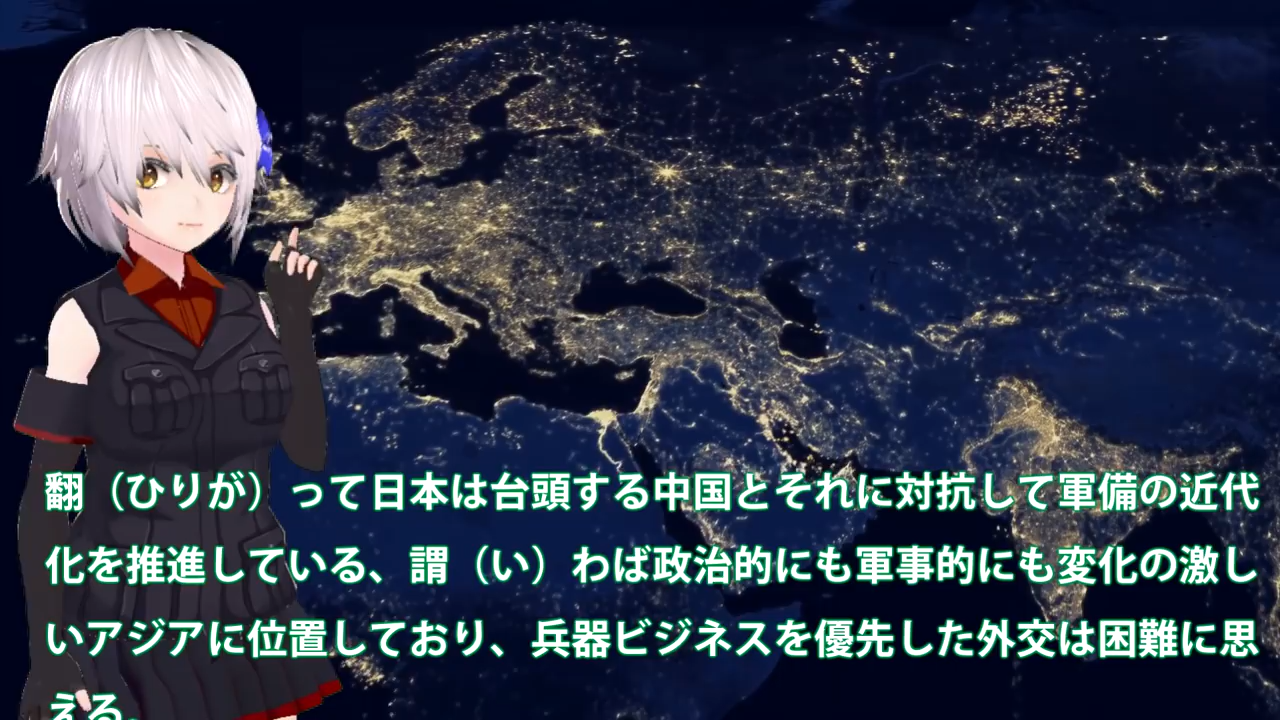 翻（ひりが）って日本は台頭する中国とそれに対抗して軍備の近代
化を推進している、謂（い）わば政治的にも軍事的にも変化の激し
いアジアに位置しており、兵器ビジネスを優先した外交は困難に思
える。